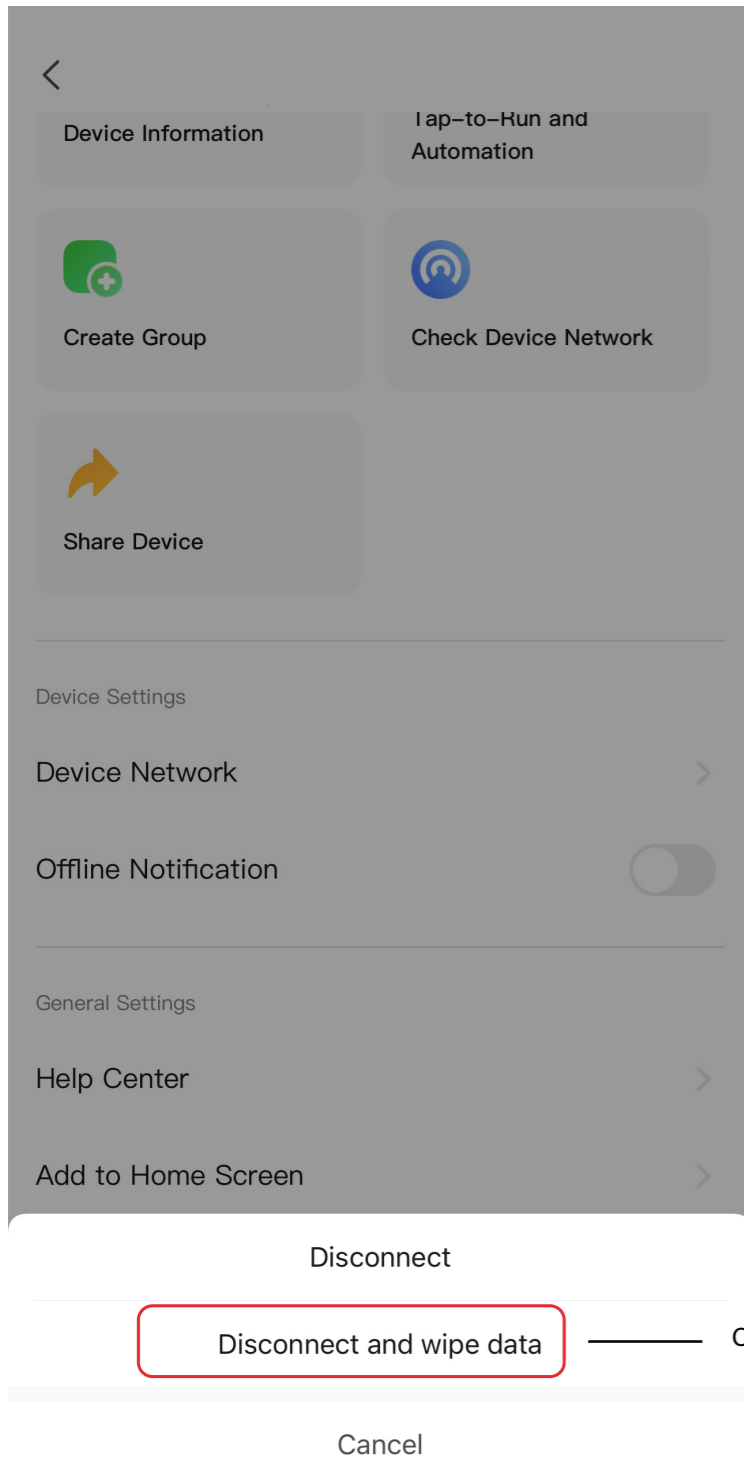 Device Information
Tap-to-Run and
Automation
Create Group
Check Device Network
Share Device
Device Settings
Device Network
Offline Notification
General Settings
Help Center
Add to Home Screen
Disconnect
Disconnect and wipe data
Cancel